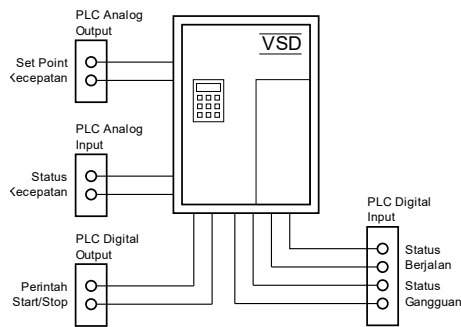 PLC Analog
Output
VSD
Set Point
Kecepatan
PLC Analog
Input
Status
Kecepatan
PLC Digital
Output
Perintah
Start/Stop
PLC Digital
Input
Status
Berjalan
Status
Gangguan